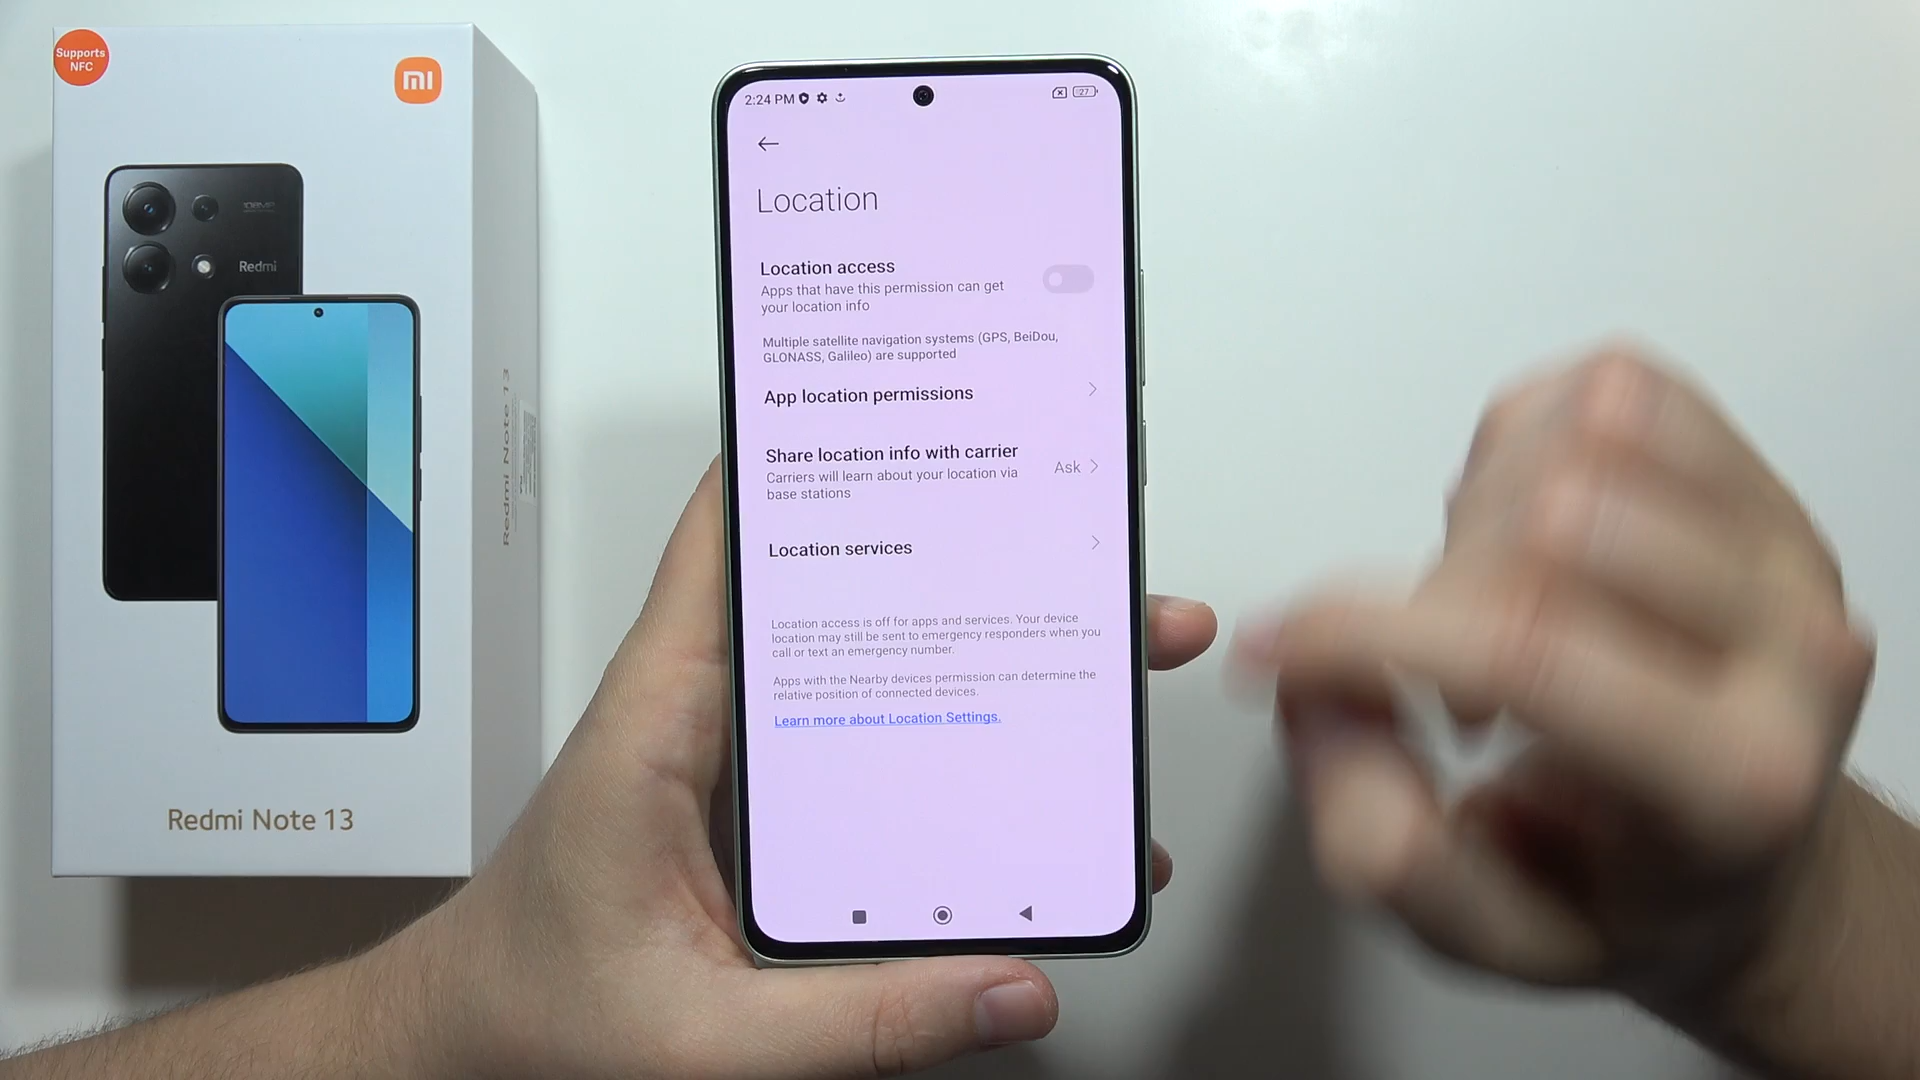 Supports
NFC
108MP
Redmi
Redmi Note 13
Redmi Note 13
2:24 PM
27
Location
Location access
Apps that have this permission can get
your location info
Multiple satellite navigation systems (GPS, BeiDou,
GLONASS, Galileo) are supported
App location permissions
Share location info with carrier
Carriers will learn about your location via
base stations
Ask
Location services
Location access is off for apps and services. Your device
location may still be sent to emergency responders when you
call or text an emergency number.
Apps with the Nearby devices permission can determine the
relative position of connected devices.
Learn more about Location Settings.